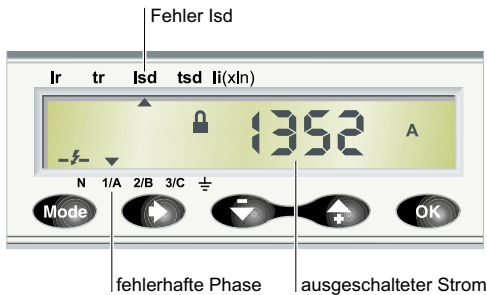 Fehler Isd
Ir tr Isd tsd Ii(xIn)
1352 A
N 1/A 2/B 3/C
Mode OK
fehlerhafte Phase ausgeschalteter Strom